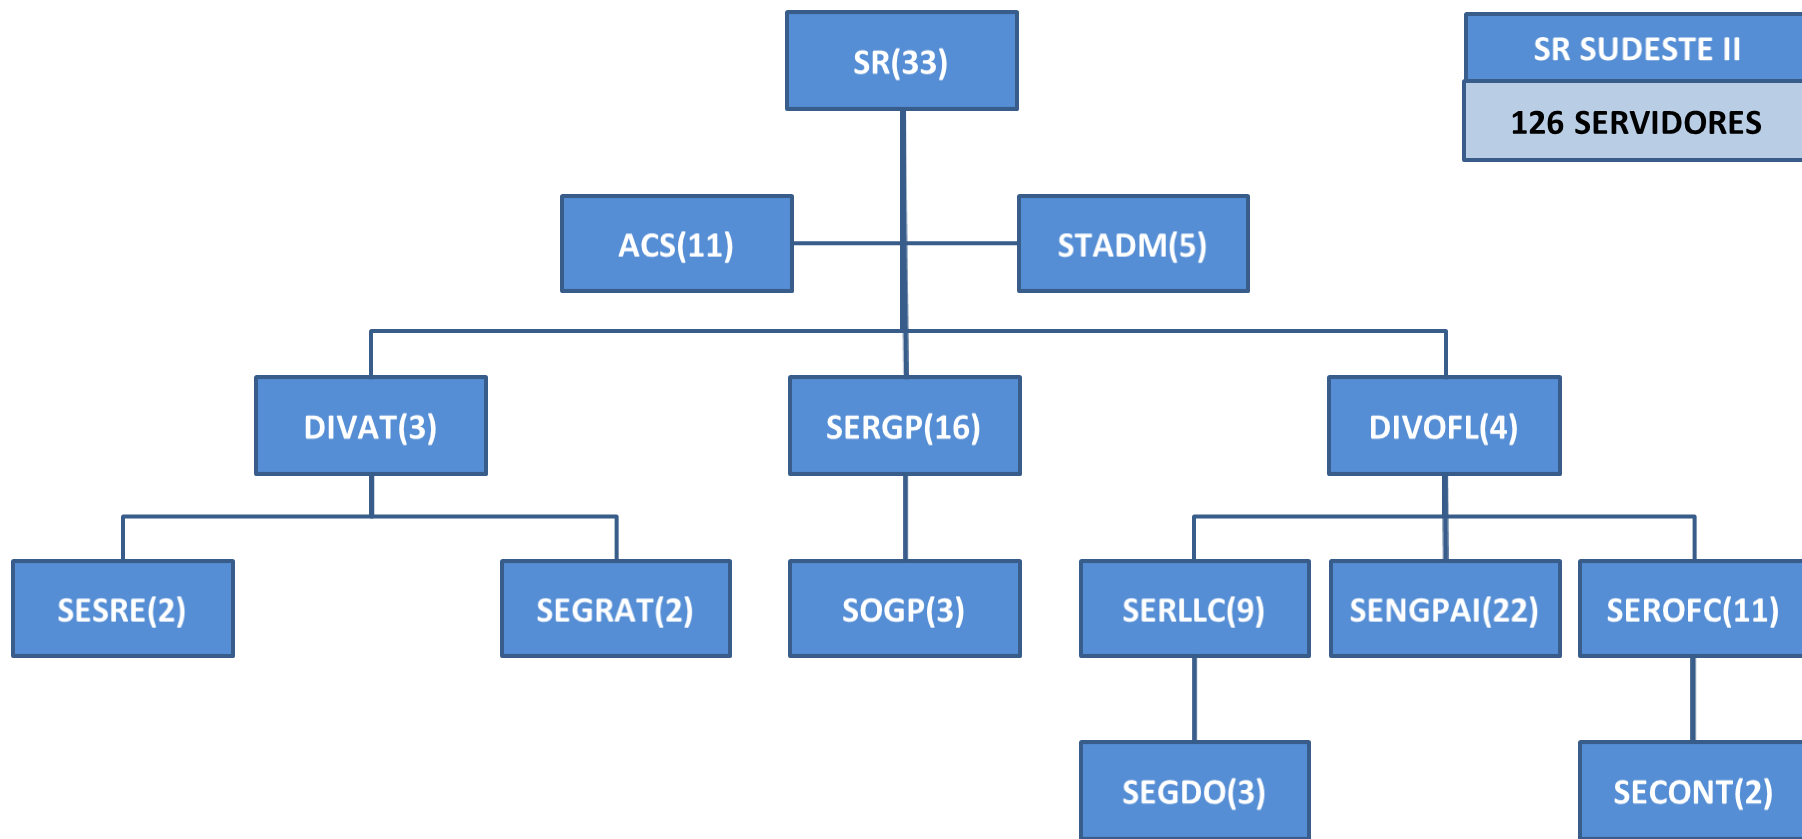 SR(33)
SR SUDESTE II
126 SERVIDORES
ACS(11)
STADM(5)
DIVAT(3)
SERGP(16)
DIVOFL(4)
SESRE(2)
SEGRAT(2)
SOGP(3)
SERLLC(9)
SENGPAI(22)
SEROFC(11)
SEGDO(3)
SECONT(2)